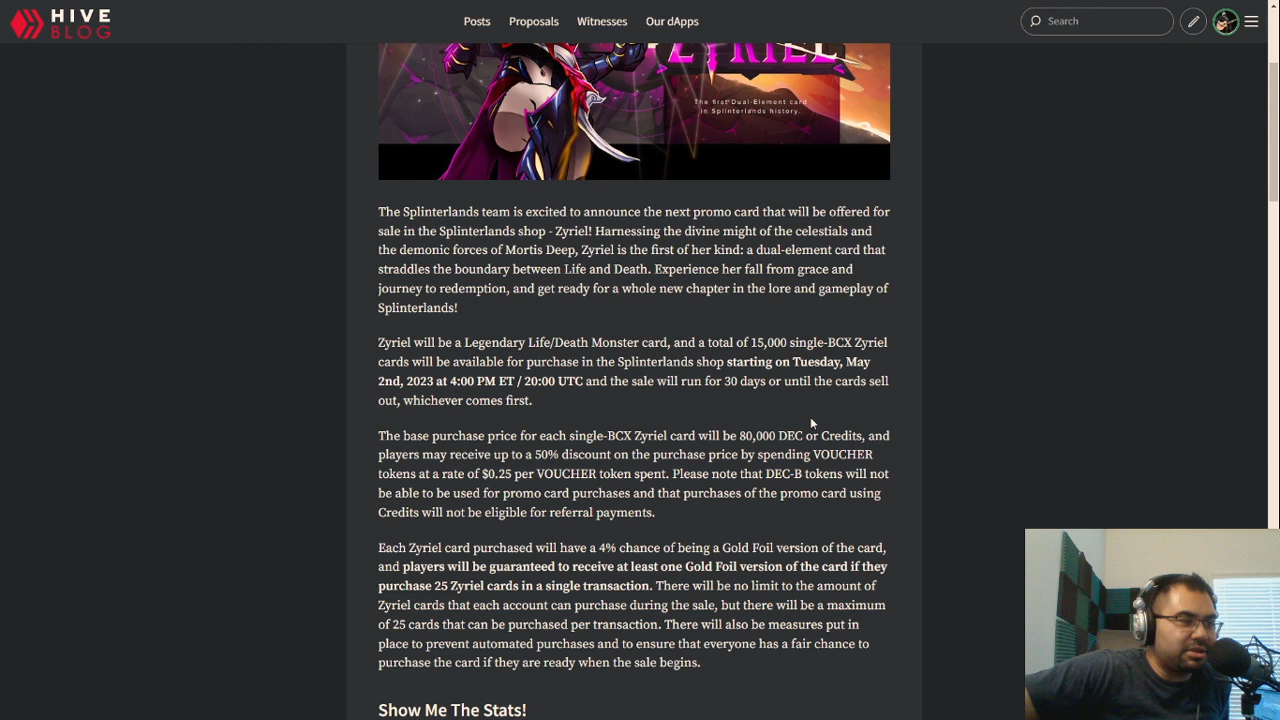 HIVE
BLOG
Posts
Proposals
Witnesses
Our dApps
Search
ZYRIEL
The first Dual-Element card
in Splinterlands history.
The Splinterlands team is excited to announce the next promo card that will be offered for
sale in the Splinterlands shop - Zyriel! Harnessing the divine might of the celestials and
the demonic forces of Mortis Deep, Zyriel is the first of her kind: a dual-element card that
straddles the boundary between Life and Death. Experience her fall from grace and
journey to redemption, and get ready for a whole new chapter in the lore and gameplay of
Splinterlands!
Zyriel will be a Legendary Life/Death Monster card, and a total of 15,000 single-BCX Zyriel
cards will be available for purchase in the Splinterlands shop starting on Tuesday, May
2nd, 2023 at 4:00 PM ET / 20:00 UTC and the sale will run for 30 days or until the cards sell
out, whichever comes first.
The base purchase price for each single-BCX Zyriel card will be 80,000 DEC or Credits, and
players may receive up to a 50% discount on the purchase price by spending VOUCHER
tokens at a rate of $0.25 per VOUCHER token spent. Please note that DEC-B tokens will not
be able to be used for promo card purchases and that purchases of the promo card using
Credits will not be eligible for referral payments.
Each Zyriel card purchased will have a 4% chance of being a Gold Foil version of the card,
and players will be guaranteed to receive at least one Gold Foil version of the card if they
purchase 25 Zyriel cards in a single transaction. There will be no limit to the amount of
Zyriel cards that each account can purchase during the sale, but there will be a maximum
of 25 cards that can be purchased per transaction. There will also be measures put in
place to prevent automated purchases and to ensure that everyone has a fair chance to
purchase the card if they are ready when the sale begins.
Show Me The Stats!